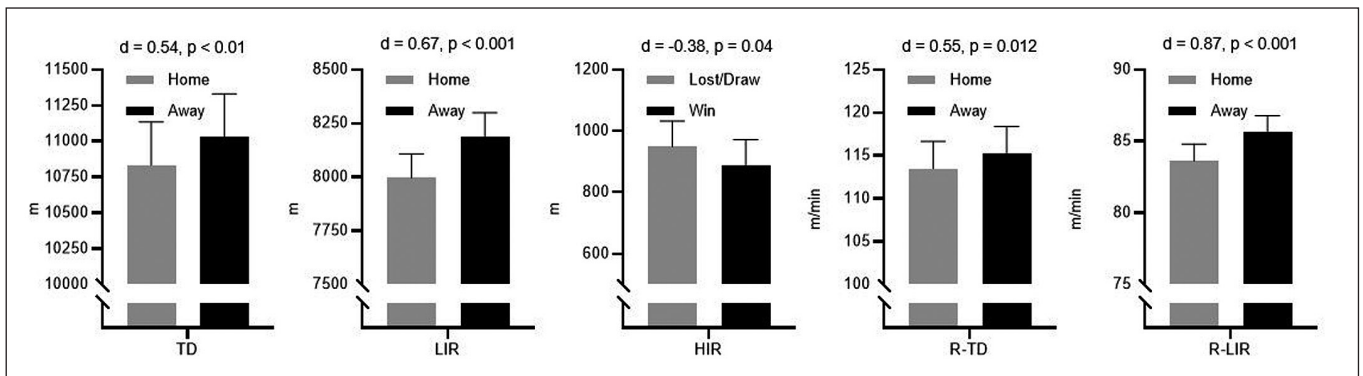 d = 0.54, p < 0.01
11500
11250
11000
10750
10500
10250
10000
m
Home
Away
TD
d = 0.67, p < 0.001
8500
8250
8000
7750
7500
m
Home
Away
LIR
d = -0.38, p = 0.04
1200
1000
800
600
m
Lost/Draw
Win
HIR
d = 0.55, p = 0.012
125
120
115
110
105
100
m/min
Home
Away
R-TD
d = 0.87, p < 0.001
90
85
80
75
m/min
Home
Away
R-LIR